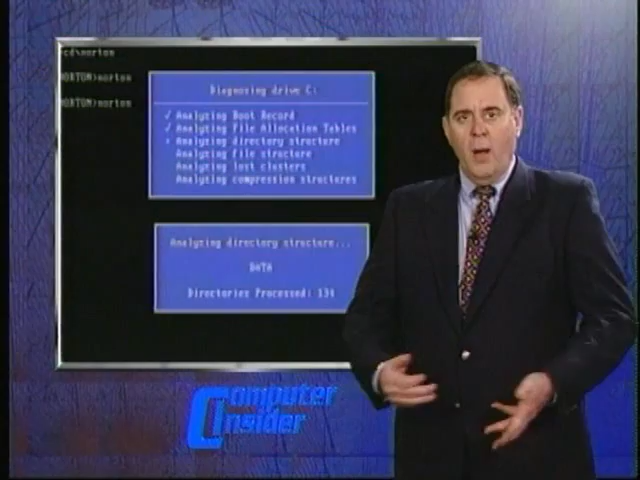 cd\norton
NORTON>norton
NORTON>norton
Diagnosing drive C:
√ Analyzing Boot Record
√ Analyzing File Allocation Tables
Analyzing directory structure
Analyzing file structure
Analyzing lost clusters
Analyzing compression structures
Analyzing directory structure...
DATA
Directories Processed: 134
Computer
Insider